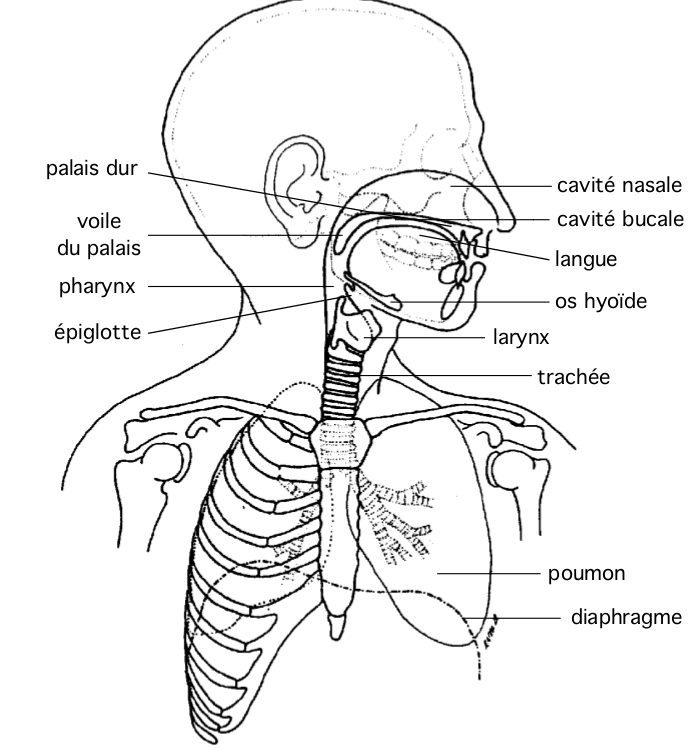 palais dur
voile
du palais
pharynx
épiglotte
cavité nasale
cavité bucale
langue
os hyoïde
larynx
trachée
poumon
diaphragme